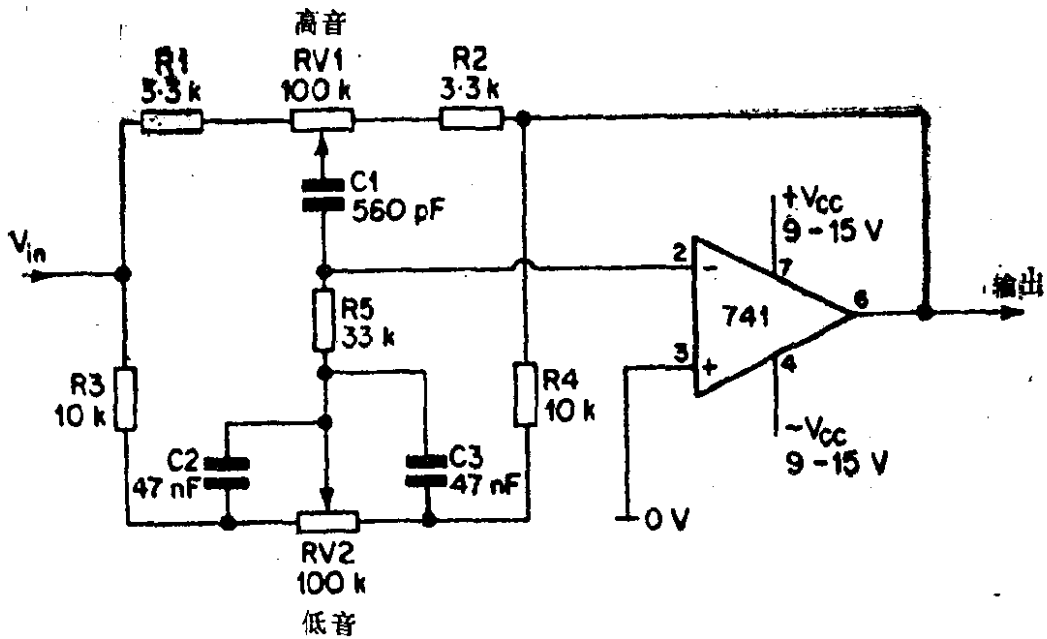 高音
R1
3.3 k
RV1
100 k
R2
3.3 k
C1
560 pF
Vin
+VCC
9-15 V
2
-
7
741
6
输出
3
+
4
R5
33 k
R3
10 k
R4
10 k
-VCC
9-15 V
C2
47 nF
C3
47 nF
0 V
RV2
100 k
低音